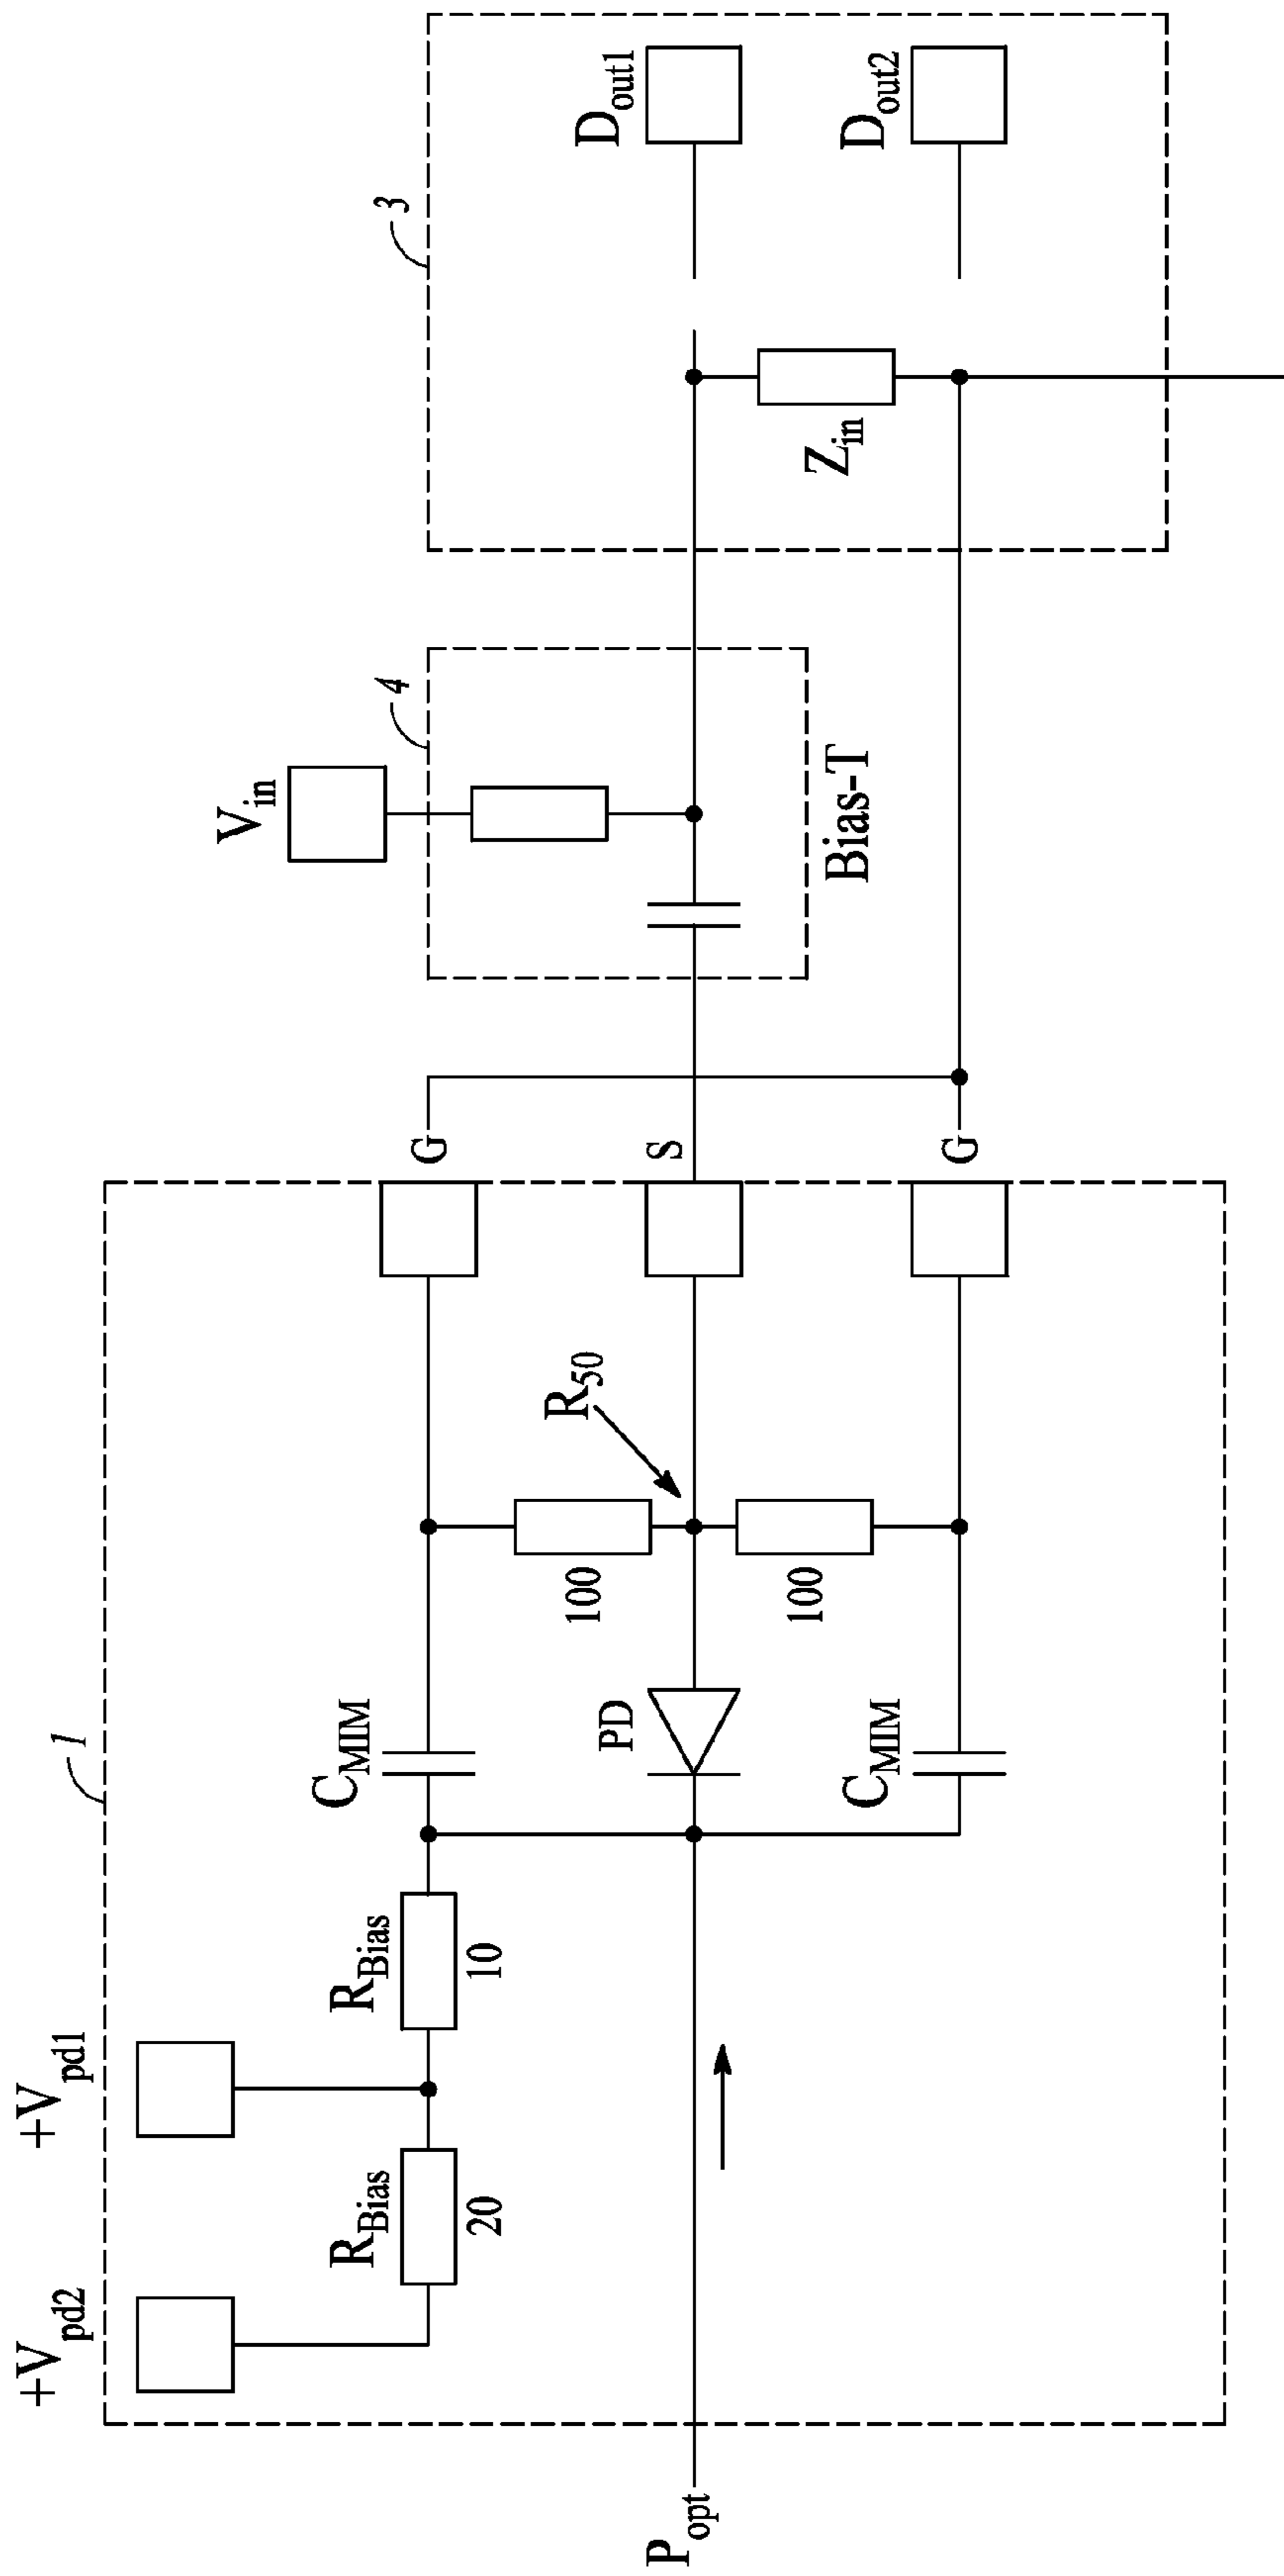 +V_pd2
+V_pd1
1
R_Bias
20
R_Bias
10
C_MIM
PD
C_MIM
100
100
R_50
G
S
G
P_opt
V_in
4
Bias-T
3
Z_in
D_out1
D_out2